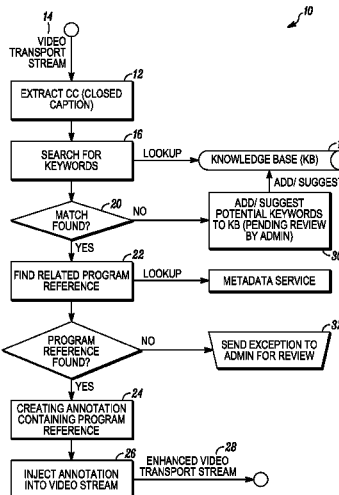 14
VIDEO
TRANSPORT
STREAM
10
12
EXTRACT CC (CLOSED
CAPTION)
16
SEARCH FOR
KEYWORDS
LOOKUP
KNOWLEDGE BASE (KB)
ADD/ SUGGEST
20
MATCH
FOUND?
NO
ADD/ SUGGEST
POTENTIAL KEYWORDS
TO KB (PENDING REVIEW
BY ADMIN)
YES
22
30
FIND RELATED PROGRAM
REFERENCE
LOOKUP
METADATA SERVICE
PROGRAM
REFERENCE
FOUND?
NO
32
SEND EXCEPTION TO
ADMIN FOR REVIEW
YES
24
CREATING ANNOTATION
CONTAINING PROGRAM
REFERENCE
26
INJECT ANNOTATION
INTO VIDEO STREAM
28
ENHANCED VIDEO
TRANSPORT STREAM